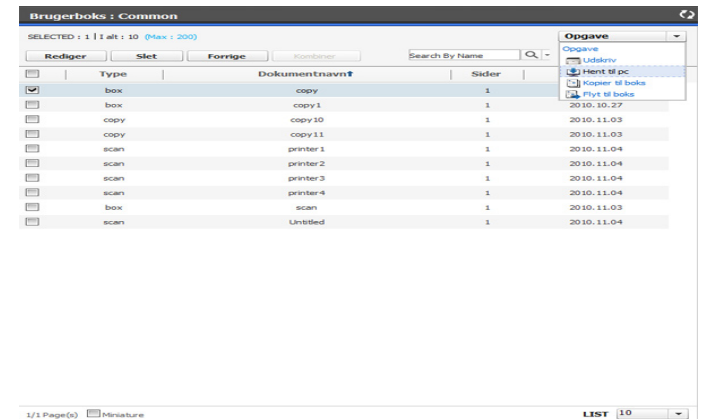 Brugerboks : Common
SELECTED : 1 | I alt : 10 (Max : 200) Opgave
Rediger Slet Forrige Kombiner Search By Name
Opgave
Udskriv
Hent til pc
Kopier til boks
Flyt til boks
Type Dokumentnavn Sider
box copy 1
box copy1 1 2010.10.27
copy copy10 1 2010.11.03
copy copy11 1 2010.11.03
scan printer1 1 2010.11.04
scan printer2 1 2010.11.04
scan printer3 1 2010.11.04
scan printer4 1 2010.11.04
box scan 1 2010.11.03
scan Untitled 1 2010.11.04
1/1 Page(s) Miniature LIST 10